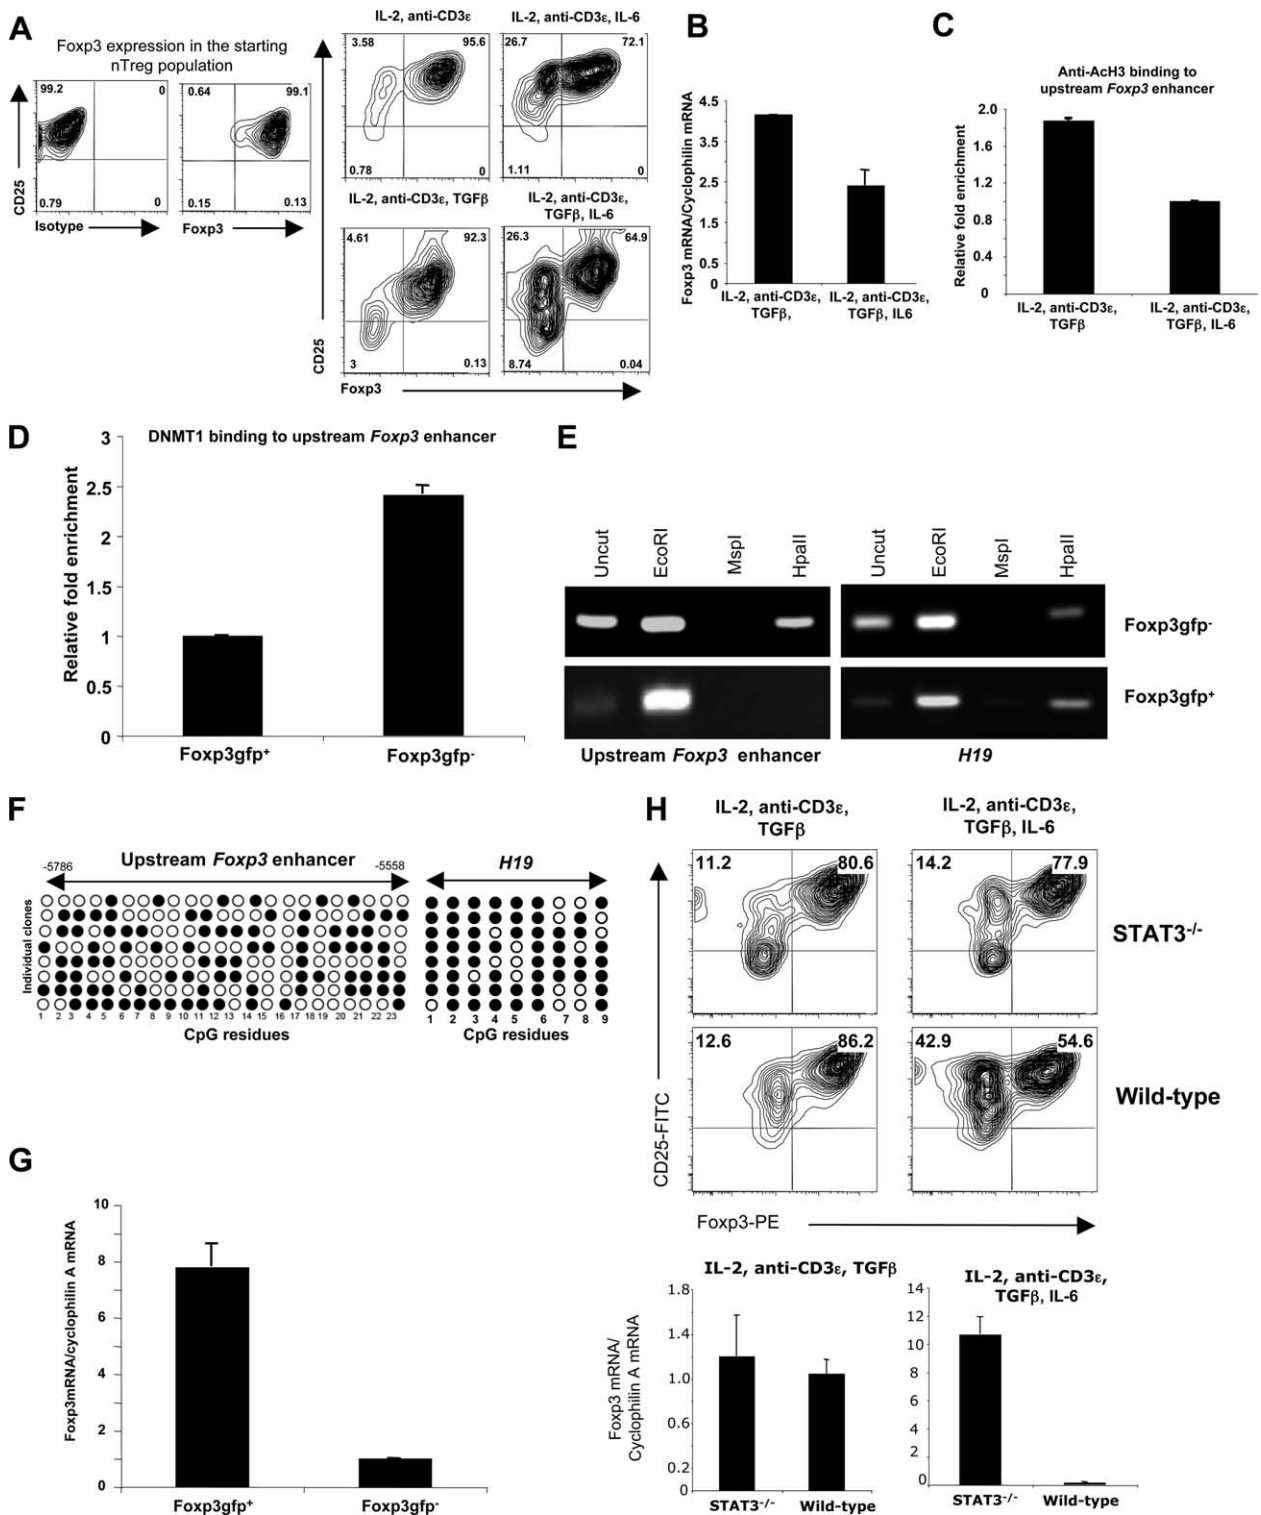 A
Foxp3 expression in the starting
nTreg population
99.2
0
0.79
0
CD25
Isotype
0.64
99.1
0.15
0.13
Foxp3
IL-2, anti-CD3ε
3.58
95.6
0.78
0
IL-2, anti-CD3ε, IL-6
26.7
72.1
1.11
0
IL-2, anti-CD3ε, TGFβ
4.61
92.3
3
0.13
IL-2, anti-CD3ε,
TGFβ, IL-6
26.3
64.9
8.74
0.04
CD25
Foxp3
B
Foxp3 mRNA/Cyclophilin mRNA
4.5
3.5
2.5
1.5
0.5
0
IL-2, anti-CD3ε,
TGFβ,
IL-2, anti-CD3ε,
TGFβ, IL6
C
Anti-AcH3 binding to
upstream Foxp3 enhancer
Relative fold enrichment
2.0
1.6
1.2
0.8
0.4
0
IL-2, anti-CD3ε,
TGFβ
IL-2, anti-CD3ε,
TGFβ, IL-6
D
DNMT1 binding to upstream Foxp3 enhancer
Relative fold enrichment
3
2.5
2
1.5
1
0.5
0
Foxp3gfp+
Foxp3gfp-
E
Uncut
EcoRI
MspI
HpaII
Uncut
EcoRI
MspI
HpaII
Foxp3gfp-
Foxp3gfp+
Upstream Foxp3 enhancer
H19
F
-5786
Upstream Foxp3 enhancer
-5558
H19
Individual clones
1 2 3 4 5 6 7 8 9 10 11 12 13 14 15 16 17 18 19 20 21 22 23
CpG residues
1 2 3 4 5 6 7 8 9
CpG residues
G
Foxp3mRNA/cyclophilin A mRNA
10
8
6
4
2
0
Foxp3gfp+
Foxp3gfp-
H
IL-2, anti-CD3ε,
TGFβ
IL-2, anti-CD3ε,
TGFβ, IL-6
11.2
80.6
14.2
77.9
STAT3-/-
12.6
86.2
42.9
54.6
Wild-type
CD25-FITC
Foxp3-PE
IL-2, anti-CD3ε, TGFβ
Foxp3 mRNA/
Cyclophilin A mRNA
1.8
1.4
1.0
0.6
0.2
0
STAT3-/-
Wild-type
IL-2, anti-CD3ε,
TGFβ, IL-6
14
12
10
8
6
4
2
0
STAT3-/-
Wild-type